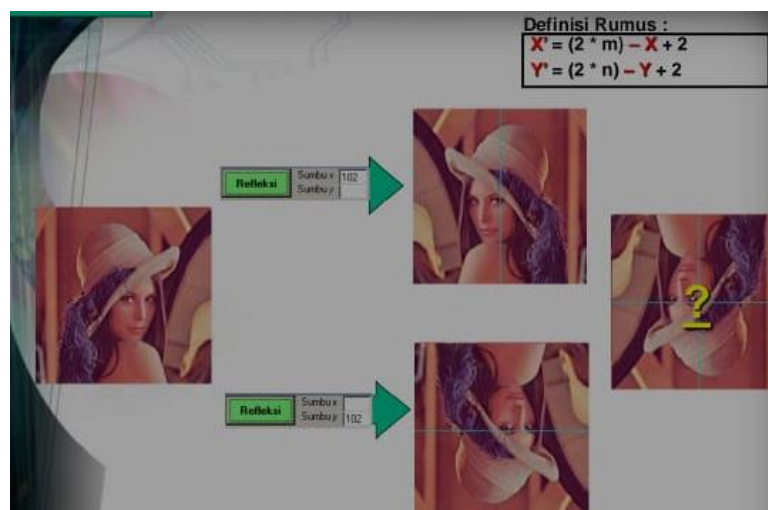 Definisi Rumus :
X' = (2 * m) – X + 2
Y' = (2 * n) – Y + 2
Refleksi
Sumbu x 102
Sumbu y
?
Refleksi
Sumbu x
Sumbu y 102